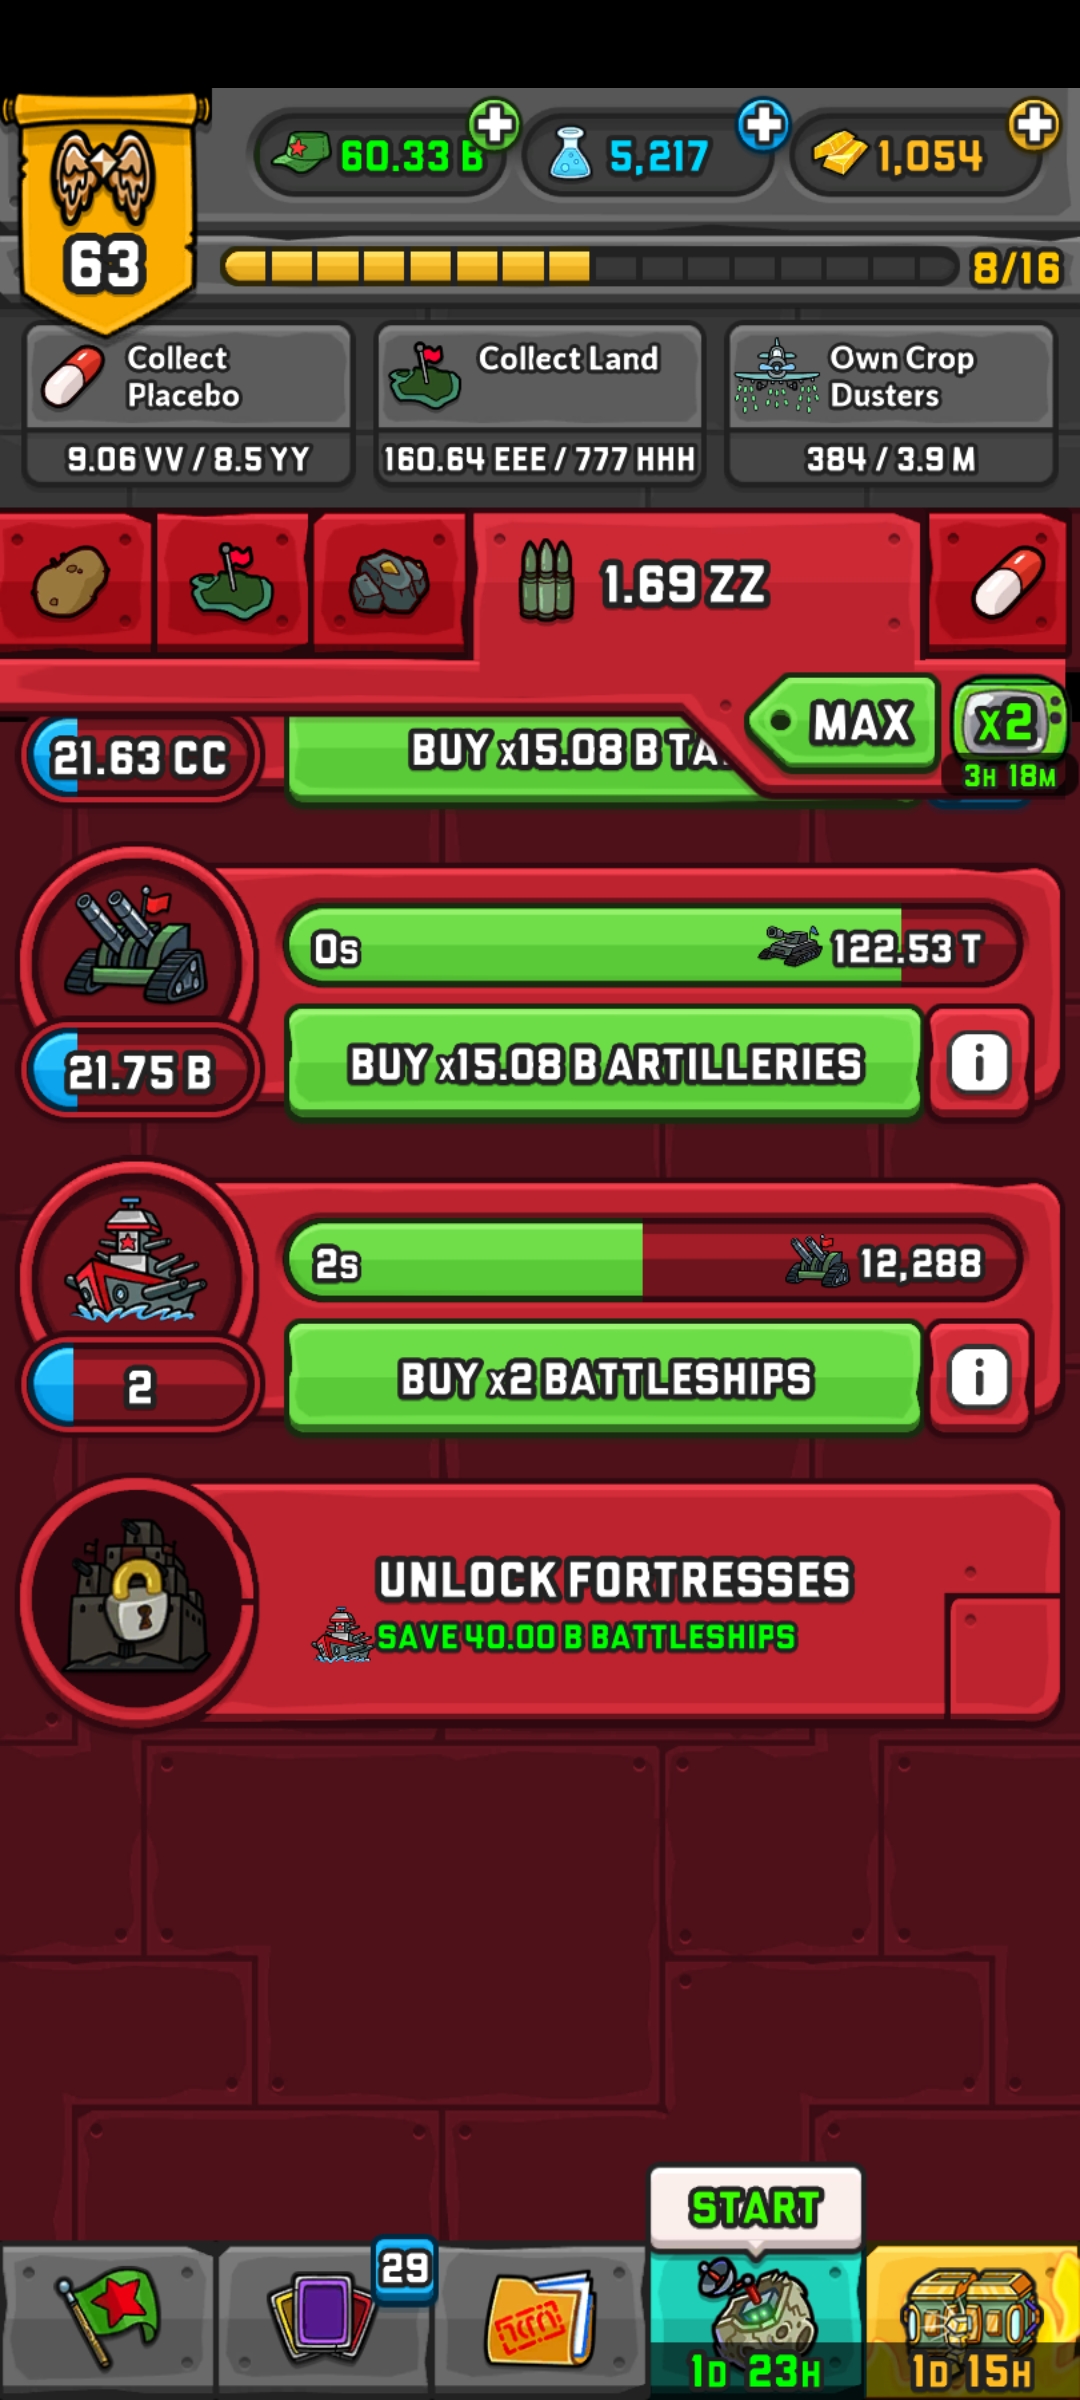 63
60.33 B
5,217
1,054
8/16
Collect
Placebo
9.06 VV / 8.5 YY
Collect Land
160.64 EEE / 777 HHH
Own Crop
Dusters
384 / 3.9 M
1.69 ZZ
MAX
x2
3H 18M
21.63 CC
BUY x15.08 B
0s
122.53 T
21.75 B
BUY x15.08 B ARTILLERIES
i
2s
12,288
2
BUY x2 BATTLESHIPS
i
UNLOCK FORTRESSES
SAVE 40.00 B BATTLESHIPS
START
29
1D 23H
1D 15H